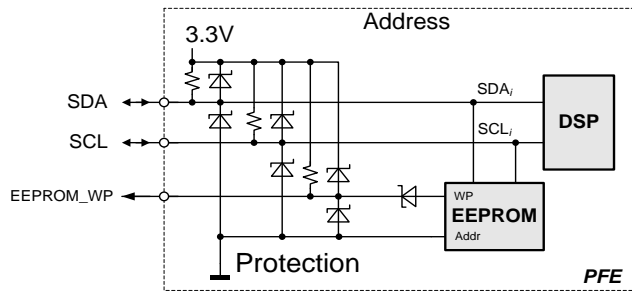 Address
3.3V
SDA
SDAi
DSP
SCL
SCLi
EEPROM_WP
WP
EEPROM
Addr
Protection
PFE